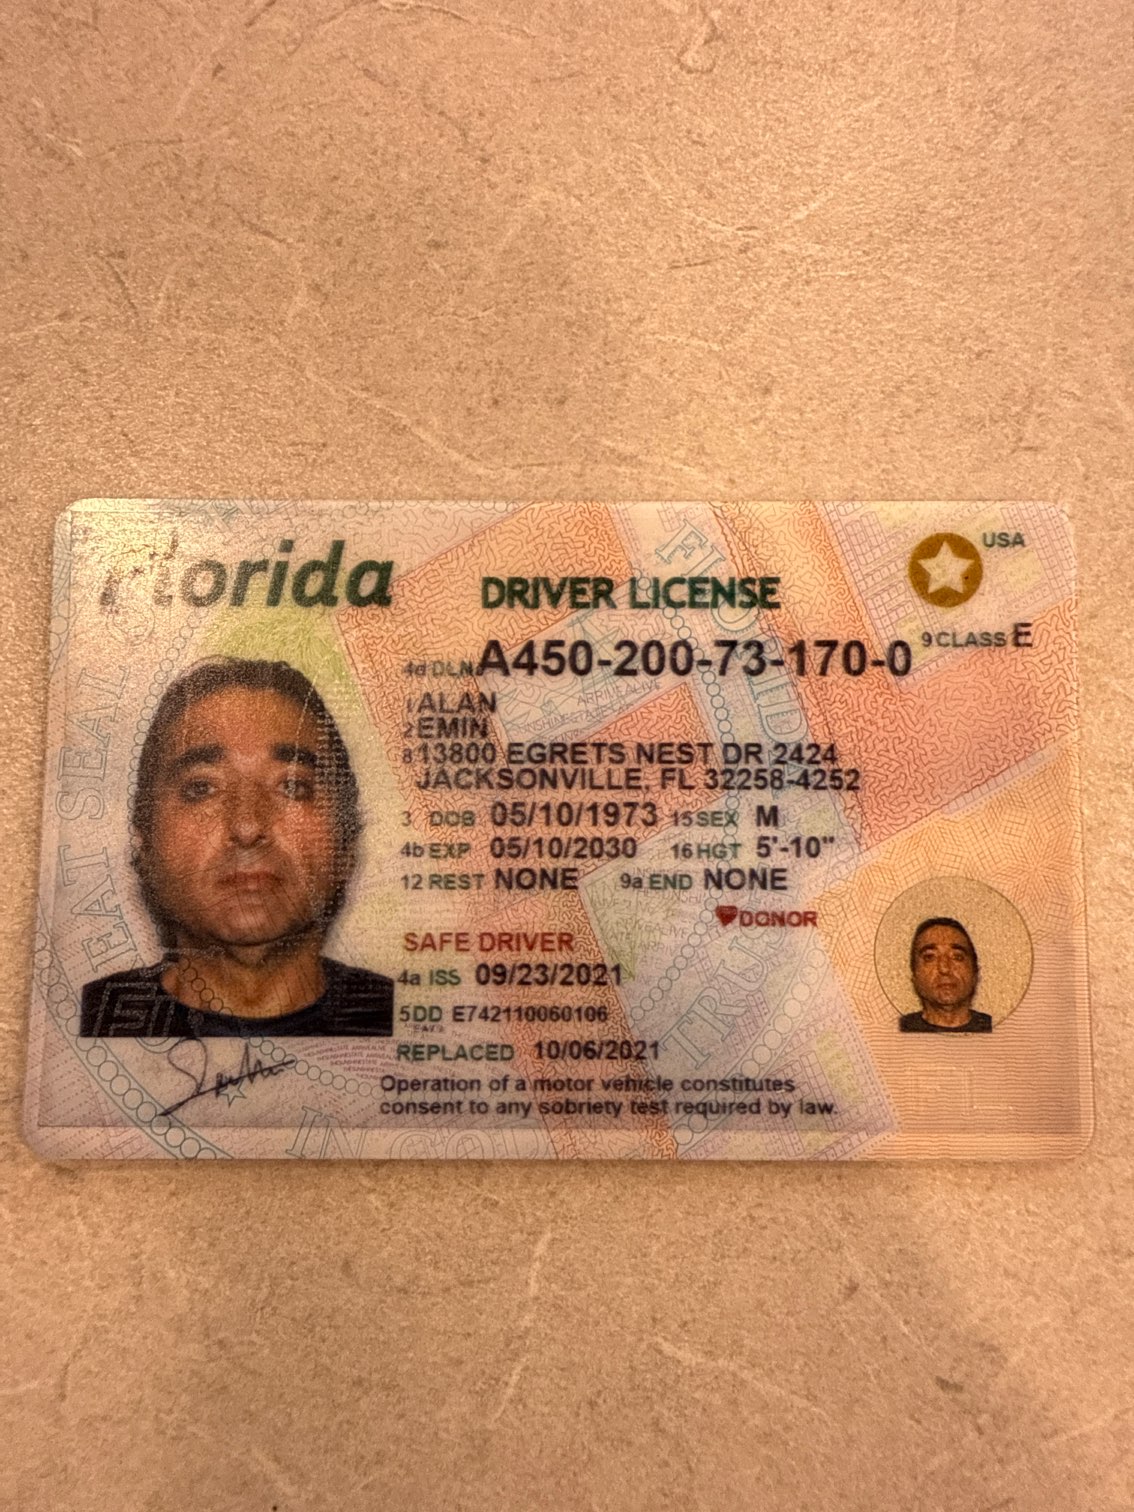 Florida
DRIVER LICENSE
USA
9 CLASS E
4d DLN A450-200-73-170-0
1 ALAN
2 EMIN
8 13800 EGRETS NEST DR 2424
JACKSONVILLE, FL 32258-4252
3 DOB 05/10/1973 15 SEX M
4b EXP 05/10/2030 16 HGT 5'-10"
12 REST NONE 9a END NONE
DONOR
SAFE DRIVER
4a ISS 09/23/2021
5DD E742110060106
REPLACED 10/06/2021
Operation of a motor vehicle constitutes
consent to any sobriety test required by law.